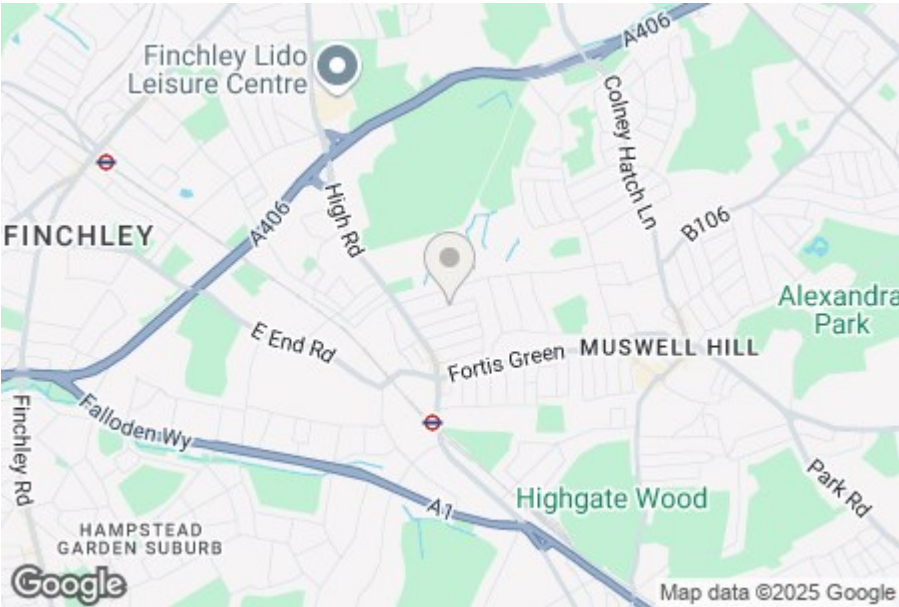 A406
Finchley Lido
Leisure Centre
Colney Hatch Ln
High Rd
B106
A406
FINCHLEY
Alexandra
Park
E End Rd
Fortis Green
MUSWELL HILL
Finchley Rd
Falloden Wy
Park Rd
Highgate Wood
A1
HAMPSTEAD
GARDEN SUBURB
Google
Map data ©2025 Google